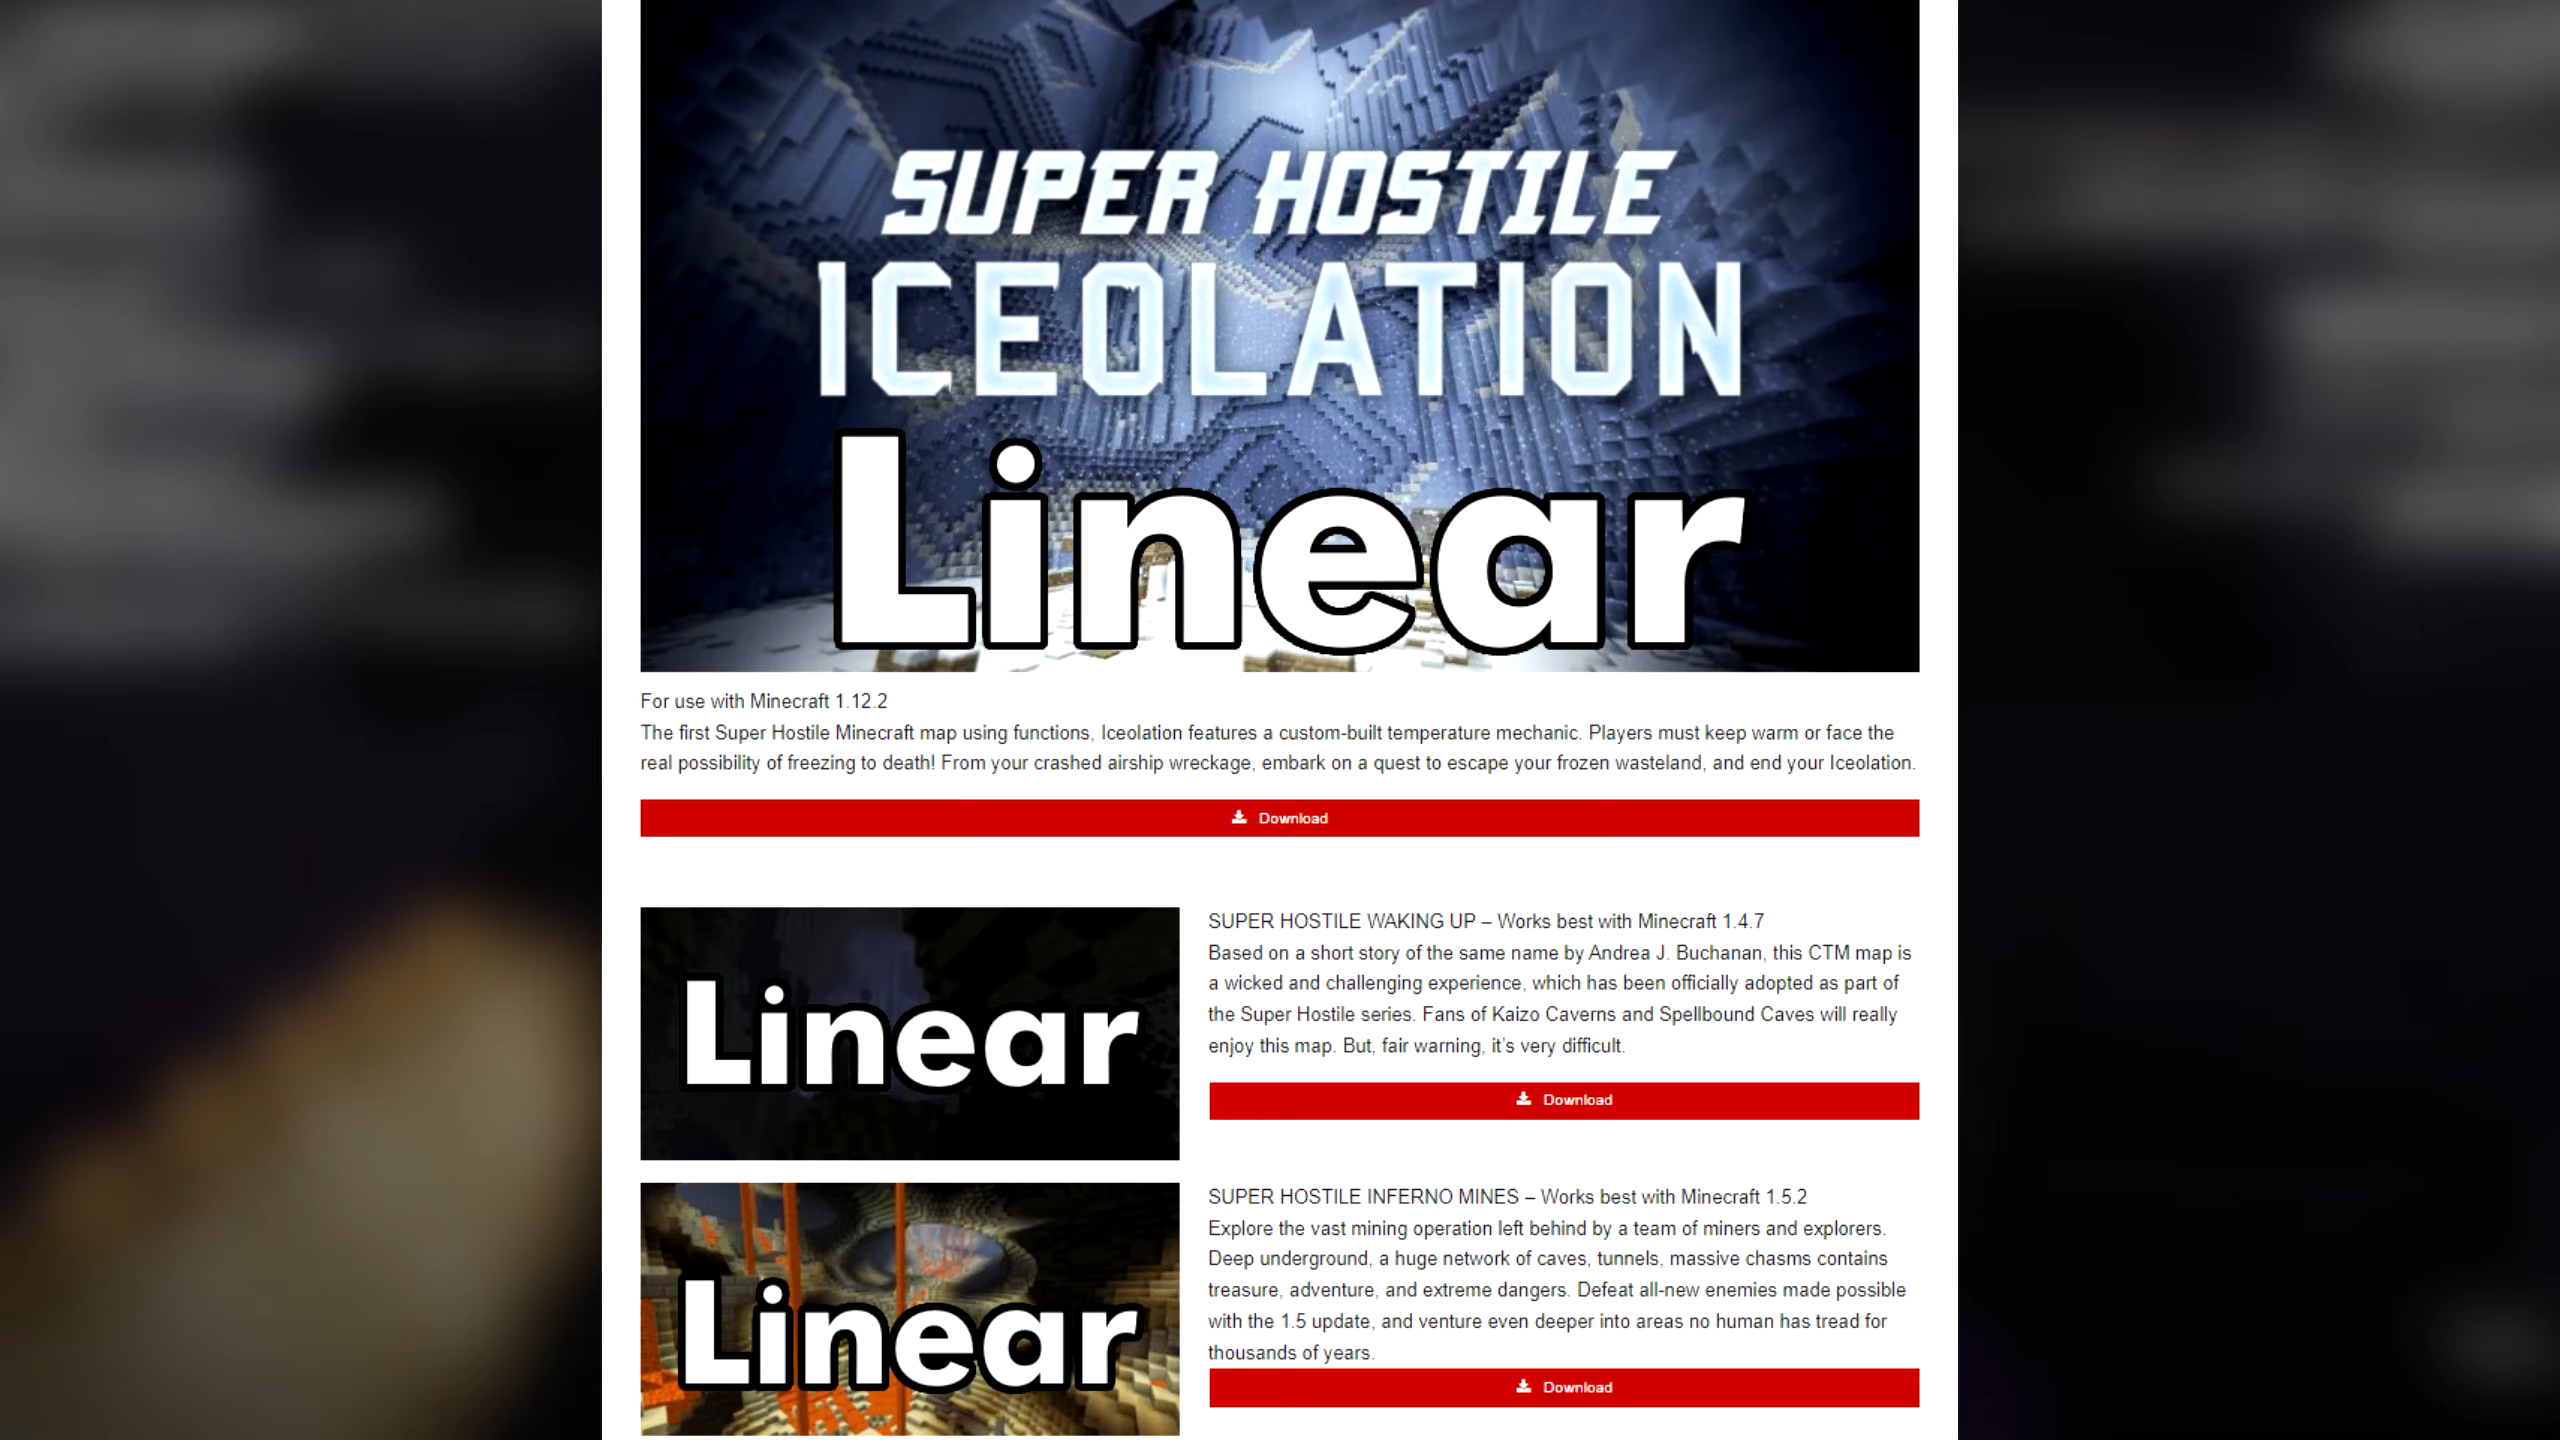 SUPER HOSTILE
ICEOLATION
Linear
For use with Minecraft 1.12.2
The first Super Hostile Minecraft map using functions, Iceolation features a custom-built temperature mechanic. Players must keep warm or face the
real possibility of freezing to death! From your crashed airship wreckage, embark on a quest to escape your frozen wasteland, and end your Iceolation.
Download
Linear
SUPER HOSTILE WAKING UP – Works best with Minecraft 1.4.7
Based on a short story of the same name by Andrea J. Buchanan, this CTM map is
a wicked and challenging experience, which has been officially adopted as part of
the Super Hostile series. Fans of Kaizo Caverns and Spellbound Caves will really
enjoy this map. But, fair warning, it’s very difficult.
Download
Linear
SUPER HOSTILE INFERNO MINES – Works best with Minecraft 1.5.2
Explore the vast mining operation left behind by a team of miners and explorers.
Deep underground, a huge network of caves, tunnels, massive chasms contains
treasure, adventure, and extreme dangers. Defeat all-new enemies made possible
with the 1.5 update, and venture even deeper into areas no human has tread for
thousands of years.
Download